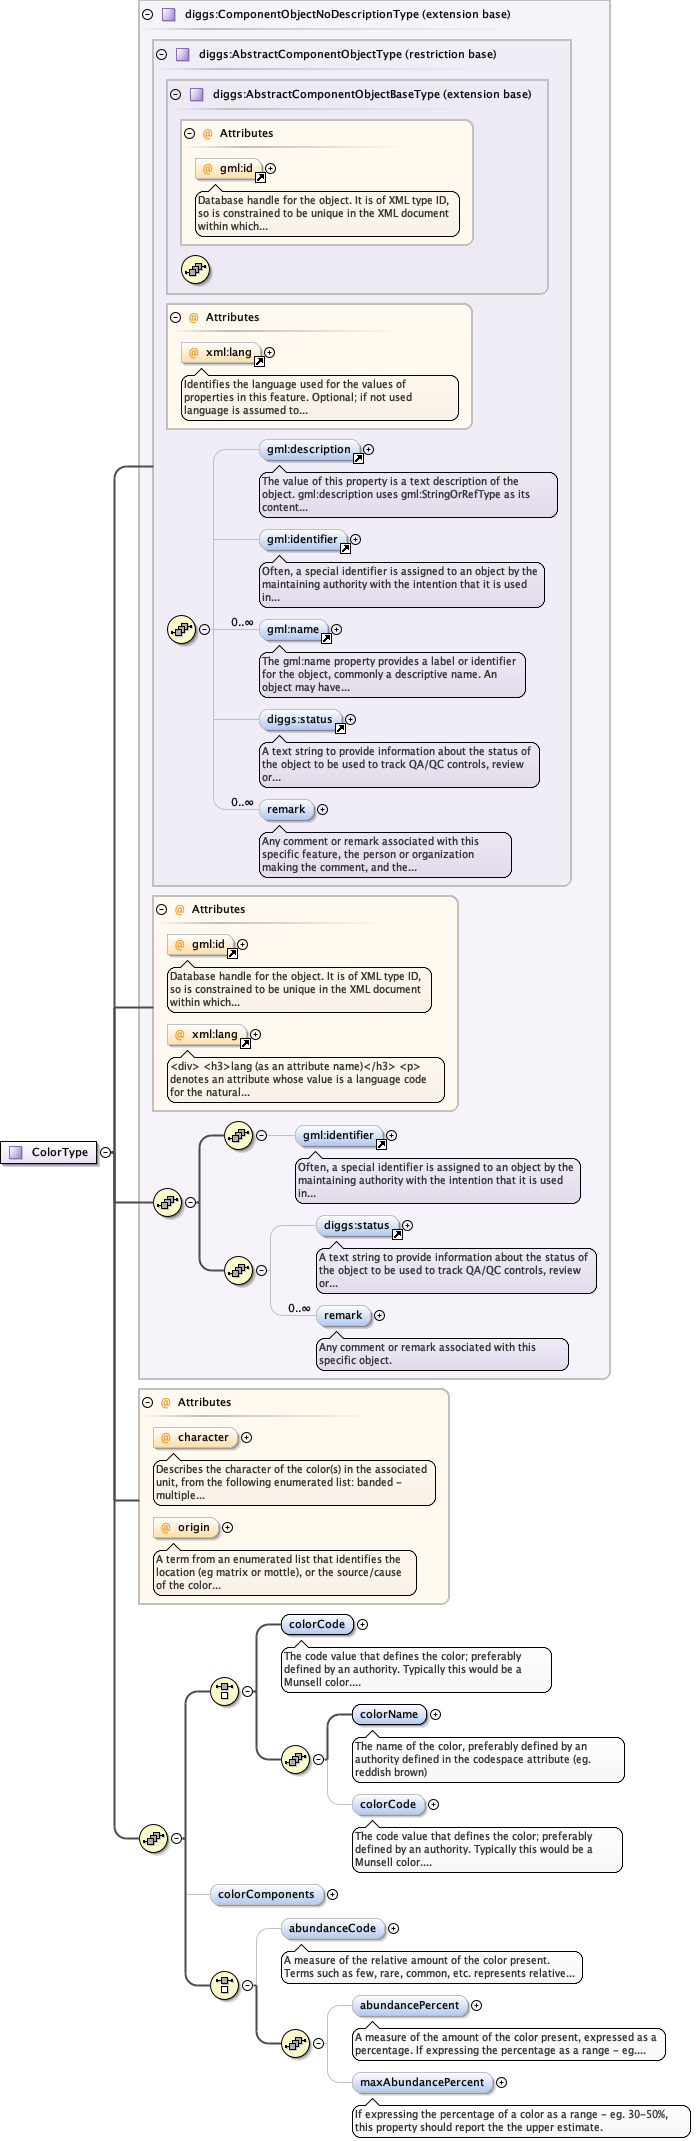 diggs:ComponentObjectNoDescriptionType (extension base)
diggs:AbstractComponentObjectType (restriction base)
diggs:AbstractComponentObjectBaseType (extension base)
@ Attributes
@ gml:id
Database handle for the object. It is of XML type ID,
so is constrained to be unique in the XML document
within which...
@ Attributes
@ xml:lang
Identifies the language used for the values of
properties in this feature. Optional; if not used
language is assumed to...
gml:description
The value of this property is a text description of the
object. gml:description uses gml:StringOrRefType as its
content...
gml:identifier
Often, a special identifier is assigned to an object by the
maintaining authority with the intention that it is used
in...
0..∞
gml:name
The gml:name property provides a label or identifier
for the object, commonly a descriptive name. An
object may have...
diggs:status
A text string to provide information about the status of
the object to be used to track QA/QC controls, review
or...
0..∞
remark
Any comment or remark associated with this
specific feature, the person or organization
making the comment, and the...
@ Attributes
@ gml:id
Database handle for the object. It is of XML type ID,
so is constrained to be unique in the XML document
within which...
@ xml:lang
<div> <h3>lang (as an attribute name)</h3> <p>
denotes an attribute whose value is a language code
for the natural...
ColorType
gml:identifier
Often, a special identifier is assigned to an object by the
maintaining authority with the intention that it is used
in...
diggs:status
A text string to provide information about the status of
the object to be used to track QA/QC controls, review
or...
0..∞
remark
Any comment or remark associated with this
specific object.
@ Attributes
@ character
Describes the character of the color(s) in the associated
unit, from the following enumerated list: banded -
multiple...
@ origin
A term from an enumerated list that identifies the
location (eg matrix or mottle), or the source/cause
of the color...
colorCode
The code value that defines the color; preferably
defined by an authority. Typically this would be a
Munsell color....
colorName
The name of the color, preferably defined by an
authority defined in the codespace attribute (eg.
reddish brown)
colorCode
The code value that defines the color; preferably
defined by an authority. Typically this would be a
Munsell color....
colorComponents
abundanceCode
A measure of the relative amount of the color present.
Terms such as few, rare, common, etc. represents relative...
abundancePercent
A measure of the amount of the color present, expressed as a
percentage. If expressing the percentage as a range - eg....
maxAbundancePercent
If expressing the percentage of a color as a range - eg. 30-50%,
this property should report the the upper estimate.